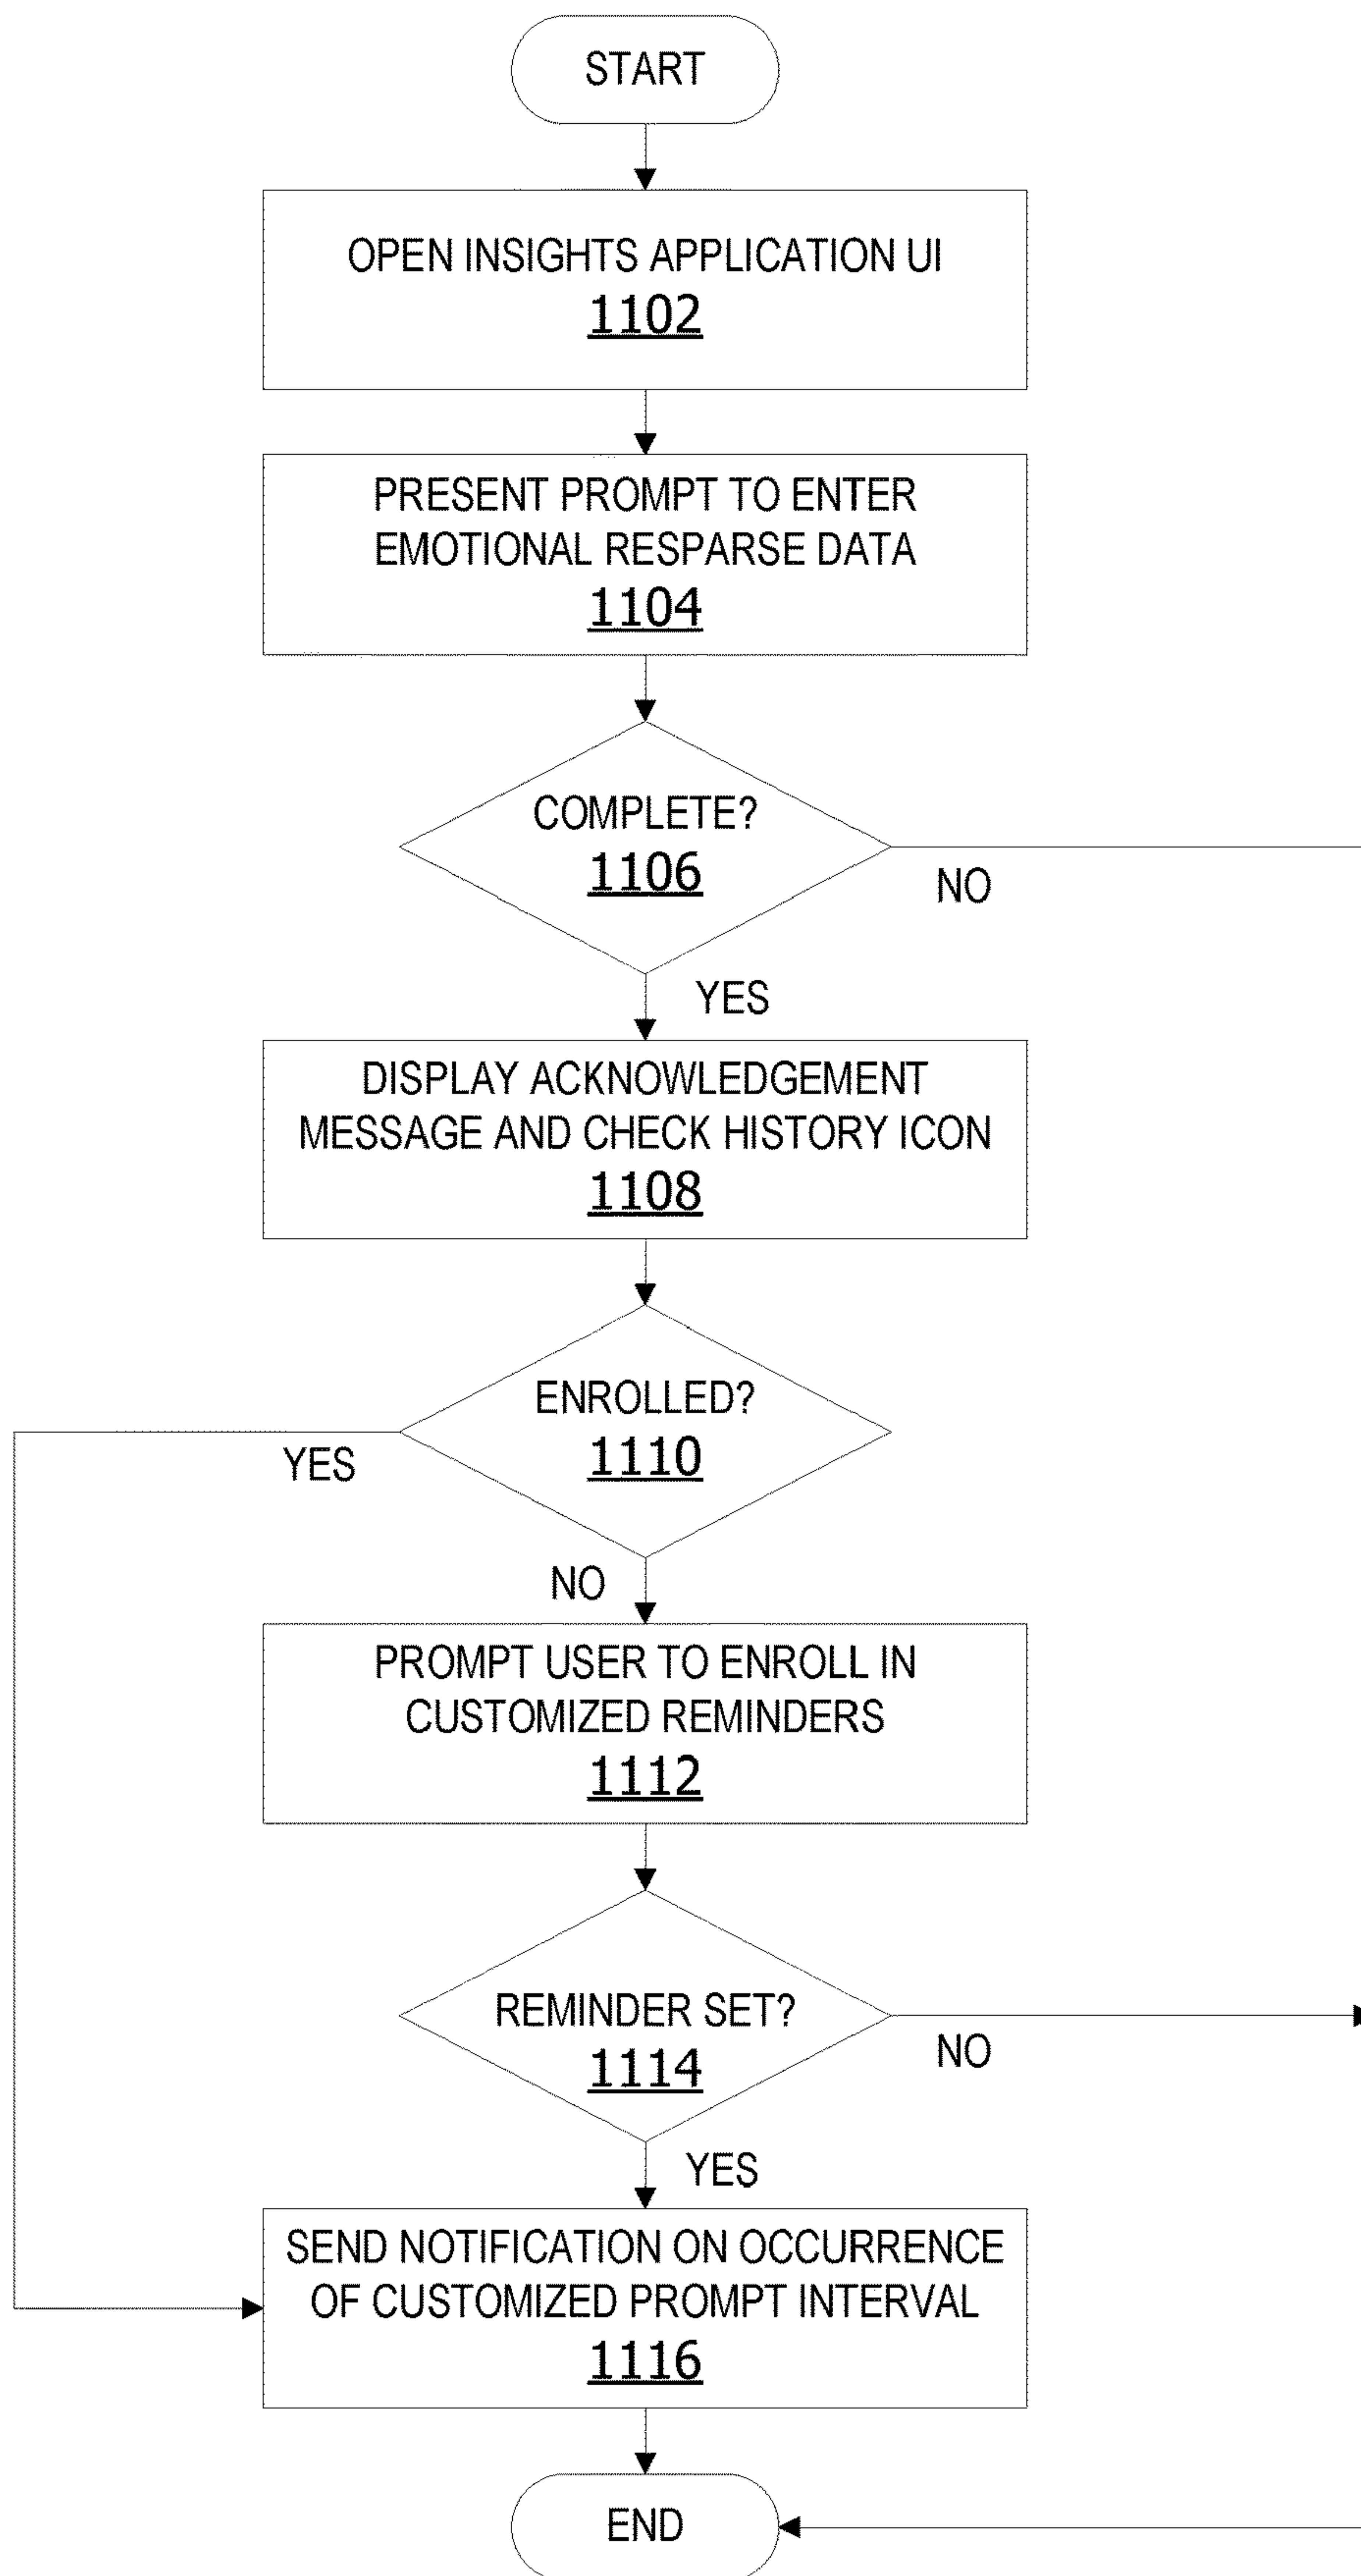 START
OPEN INSIGHTS APPLICATION UI
1102
PRESENT PROMPT TO ENTER
EMOTIONAL RESPARSE DATA
1104
COMPLETE?
1106
NO
YES
DISPLAY ACKNOWLEDGEMENT
MESSAGE AND CHECK HISTORY ICON
1108
ENROLLED?
1110
YES
NO
PROMPT USER TO ENROLL IN
CUSTOMIZED REMINDERS
1112
REMINDER SET?
1114
NO
YES
SEND NOTIFICATION ON OCCURRENCE
OF CUSTOMIZED PROMPT INTERVAL
1116
END